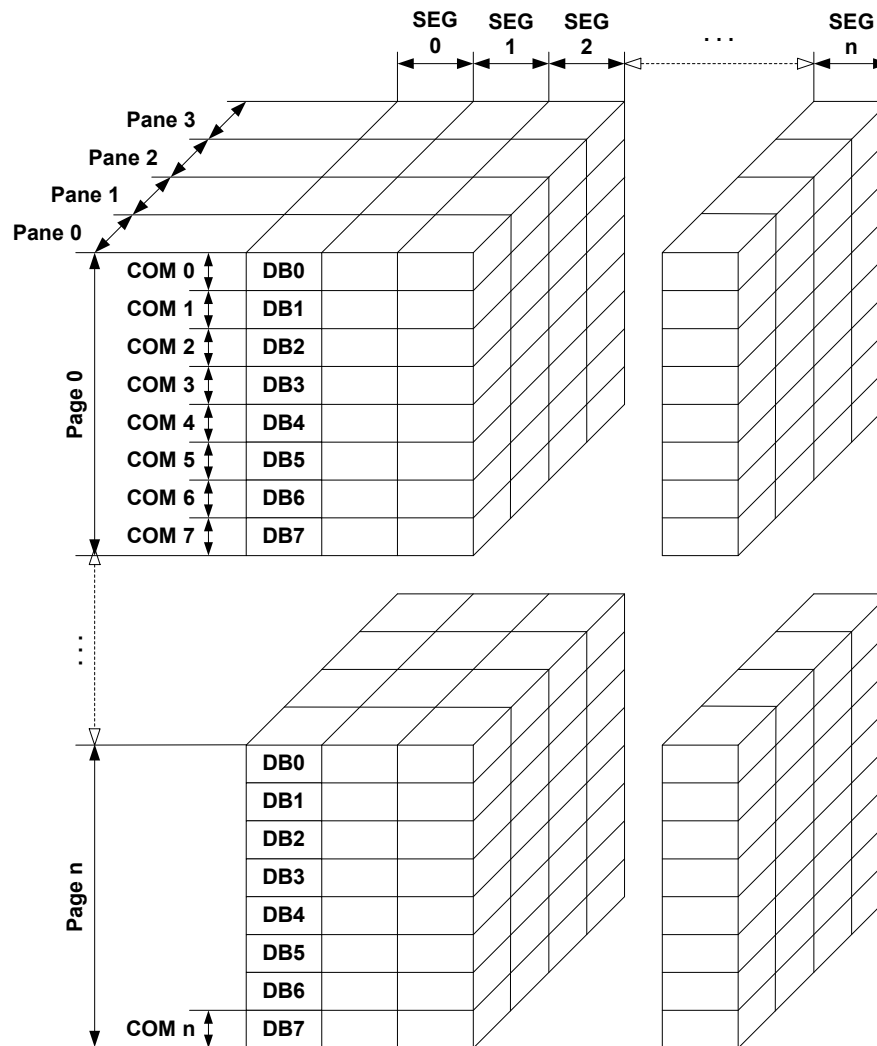 SEG 0
SEG 1
SEG 2
. . .
SEG n
Pane 3
Pane 2
Pane 1
Pane 0
Page 0
COM 0
DB0
COM 1
DB1
COM 2
DB2
COM 3
DB3
COM 4
DB4
COM 5
DB5
COM 6
DB6
COM 7
DB7
. . .
Page n
DB0
DB1
DB2
DB3
DB4
DB5
DB6
COM n
DB7